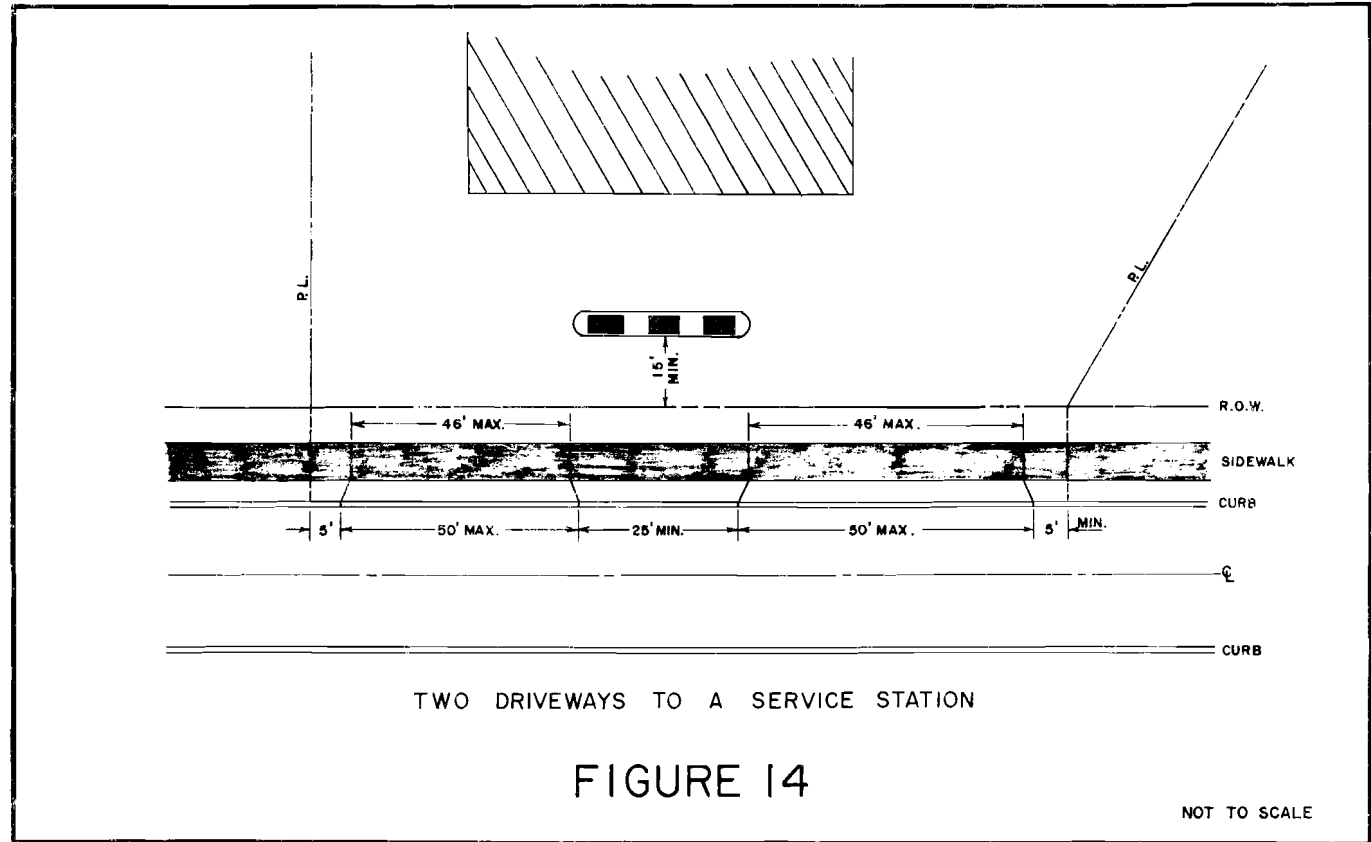 P.L.
P.L.
15' MIN.
R.O.W.
46' MAX.
46' MAX.
SIDEWALK
CURB
5'
50' MAX.
25' MIN.
50' MAX.
5' MIN.
℄
CURB
TWO DRIVEWAYS TO A SERVICE STATION
FIGURE 14
NOT TO SCALE